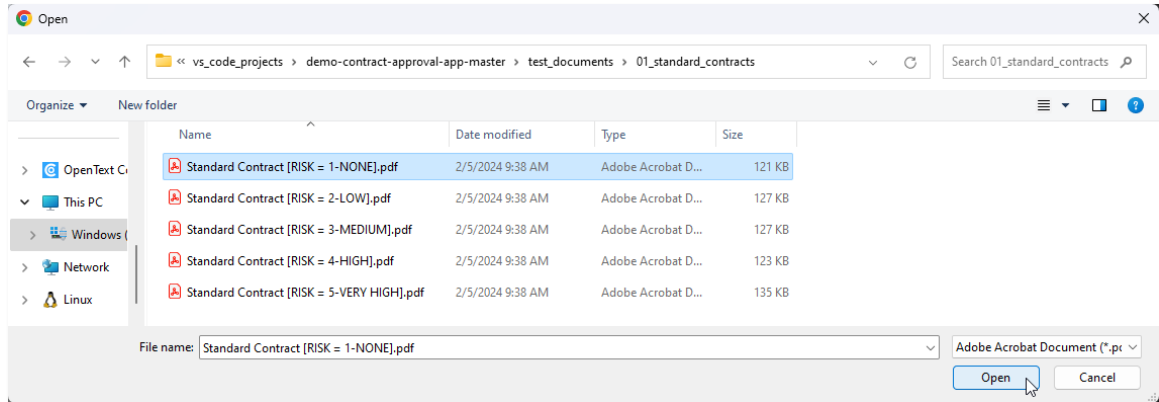 Open
« vs_code_projects > demo-contract-approval-app-master > test_documents > 01_standard_contracts
Search 01_standard_contracts
Organize New folder
?
Name Date modified Type Size
Standard Contract [RISK = 1-NONE].pdf 2/5/2024 9:38 AM Adobe Acrobat D... 121 KB
Standard Contract [RISK = 2-LOW].pdf 2/5/2024 9:38 AM Adobe Acrobat D... 127 KB
Standard Contract [RISK = 3-MEDIUM].pdf 2/5/2024 9:38 AM Adobe Acrobat D... 127 KB
Standard Contract [RISK = 4-HIGH].pdf 2/5/2024 9:38 AM Adobe Acrobat D... 123 KB
Standard Contract [RISK = 5-VERY HIGH].pdf 2/5/2024 9:38 AM Adobe Acrobat D... 135 KB
OpenText C
This PC
Windows (
Network
Linux
File name: Standard Contract [RISK = 1-NONE].pdf
Adobe Acrobat Document (*.p
Open Cancel